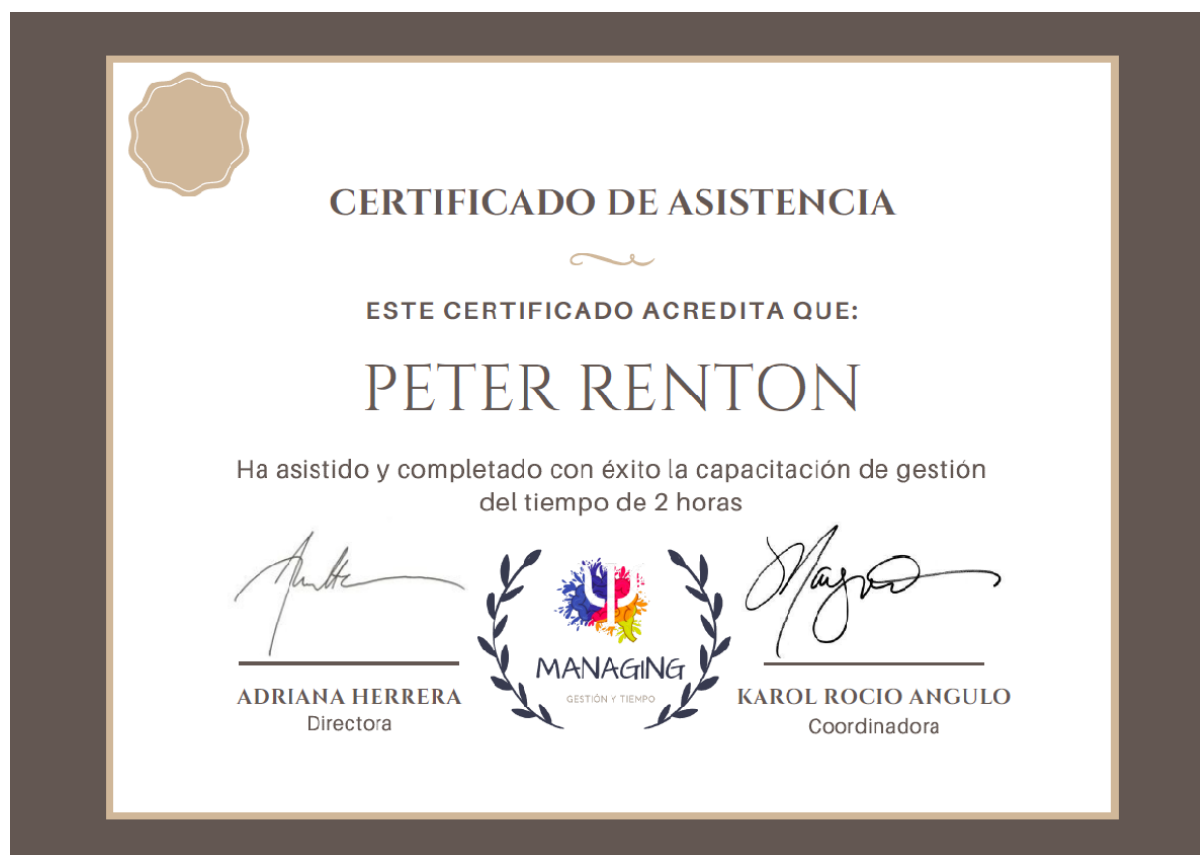 CERTIFICADO DE ASISTENCIA
ESTE CERTIFICADO ACREDITA QUE:
PETER RENTON
Ha asistido y completado con éxito la capacitación de gestión
del tiempo de 2 horas
MANAGING
GESTIÓN Y TIEMPO
ADRIANA HERRERA
Directora
KAROL ROCIO ANGULO
Coordinadora